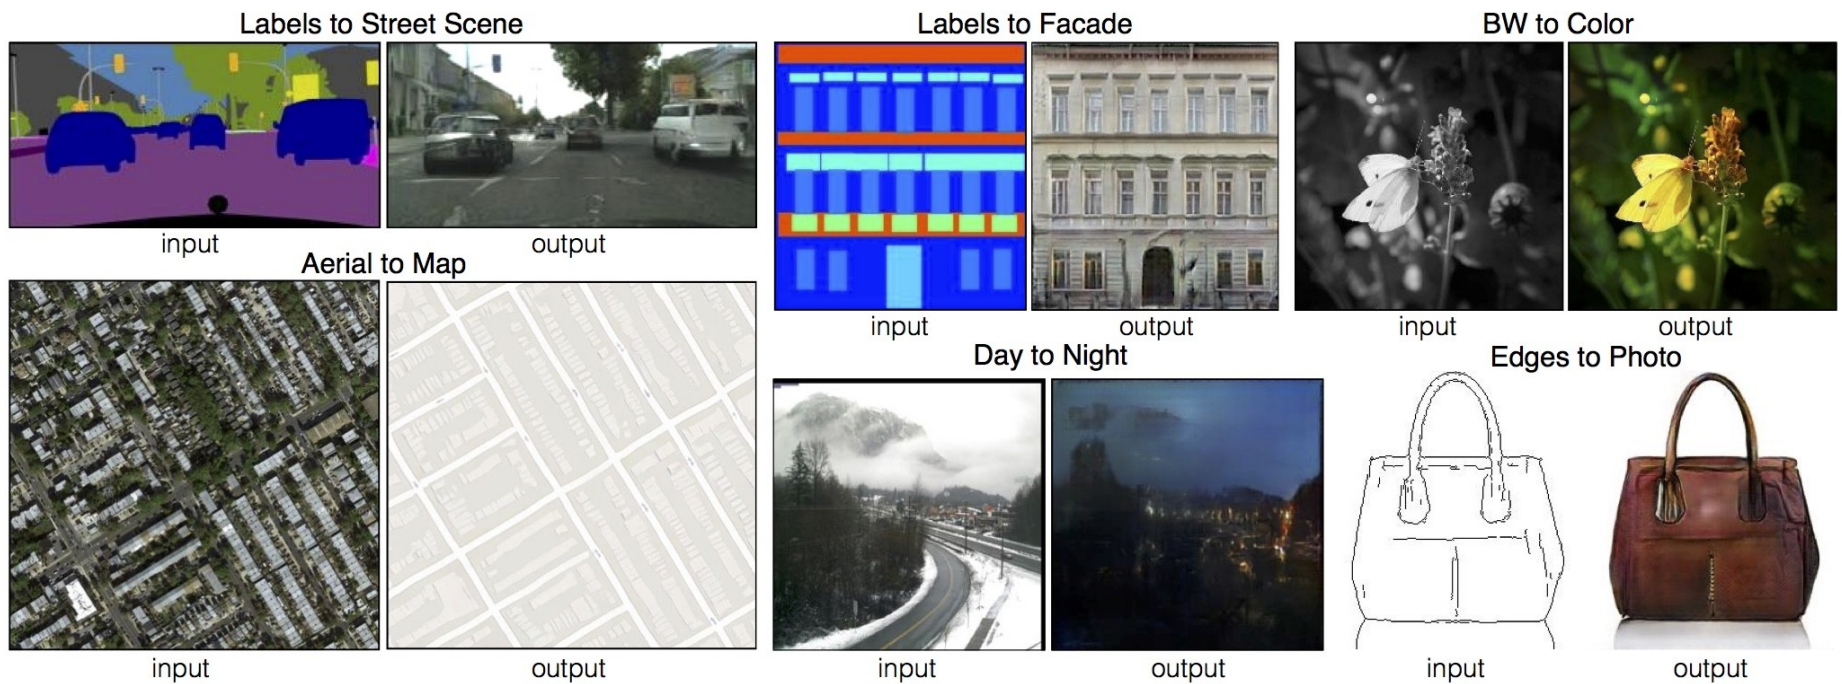 Labels to Street Scene
input
output
Aerial to Map
input
output
Labels to Facade
input
output
BW to Color
input
output
Day to Night
input
output
Edges to Photo
input
output